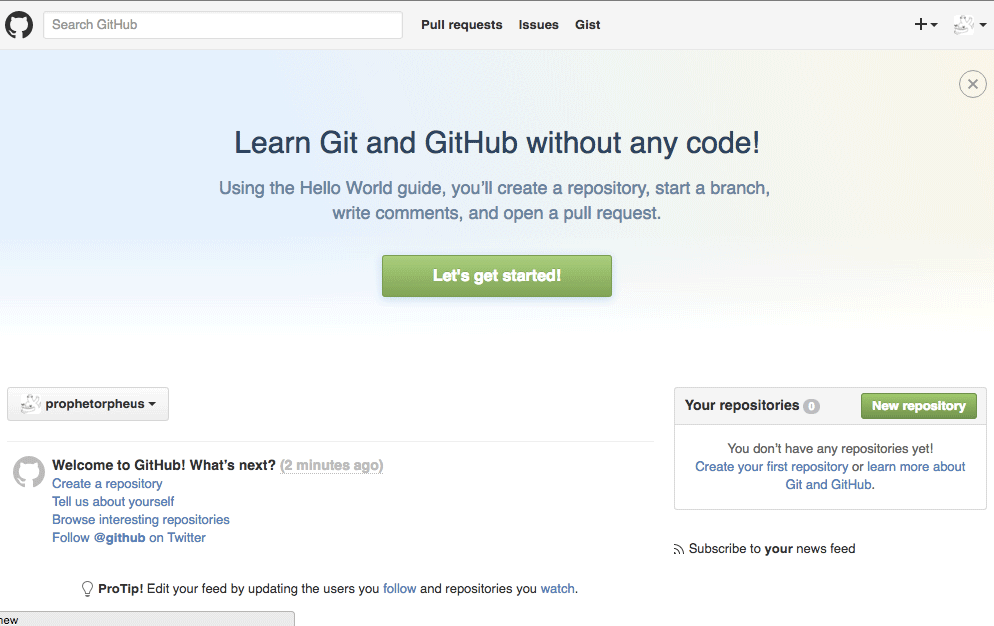 Search GitHub
Pull requests Issues Gist
Learn Git and GitHub without any code!
Using the Hello World guide, you’ll create a repository, start a branch,
write comments, and open a pull request.
Let's get started!
prophetorpheus
Welcome to GitHub! What’s next? (2 minutes ago)
Create a repository
Tell us about yourself
Browse interesting repositories
Follow @github on Twitter
ProTip! Edit your feed by updating the users you follow and repositories you watch.
Your repositories 0
New repository
You don’t have any repositories yet!
Create your first repository or learn more about
Git and GitHub.
Subscribe to your news feed
new